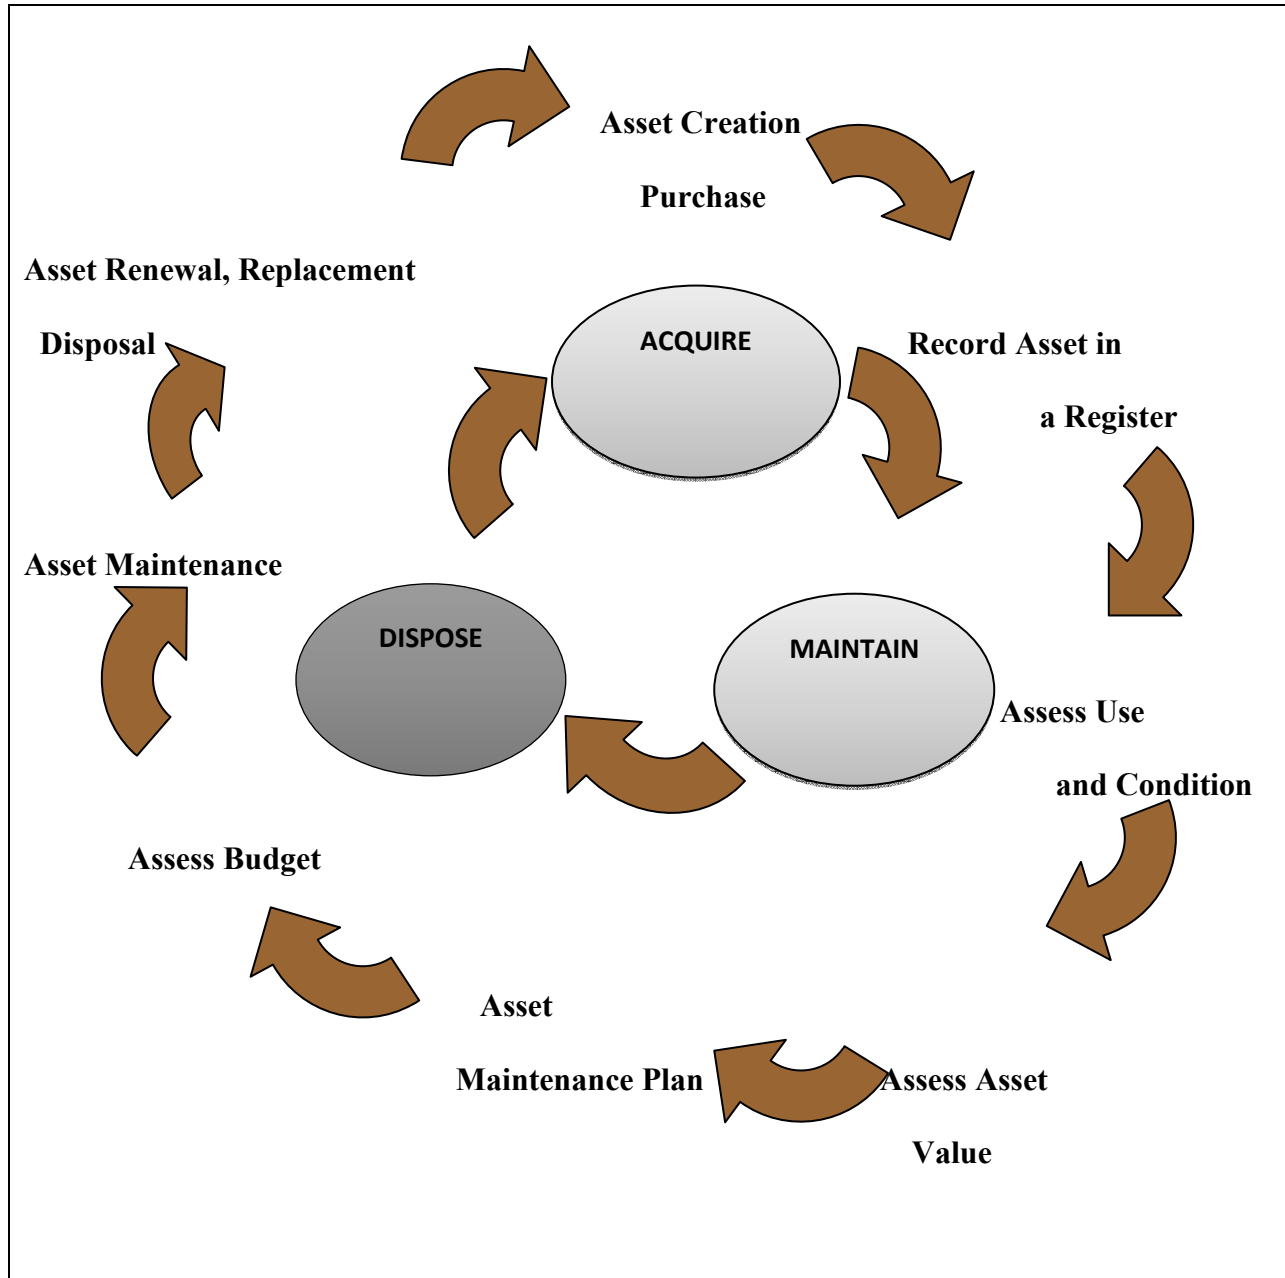 Asset Creation
Purchase
Asset Renewal, Replacement
Disposal
ACQUIRE
Record Asset in
a Register
Asset Maintenance
DISPOSE
MAINTAIN
Assess Use
and Condition
Assess Budget
Asset
Maintenance Plan
Assess Asset
Value